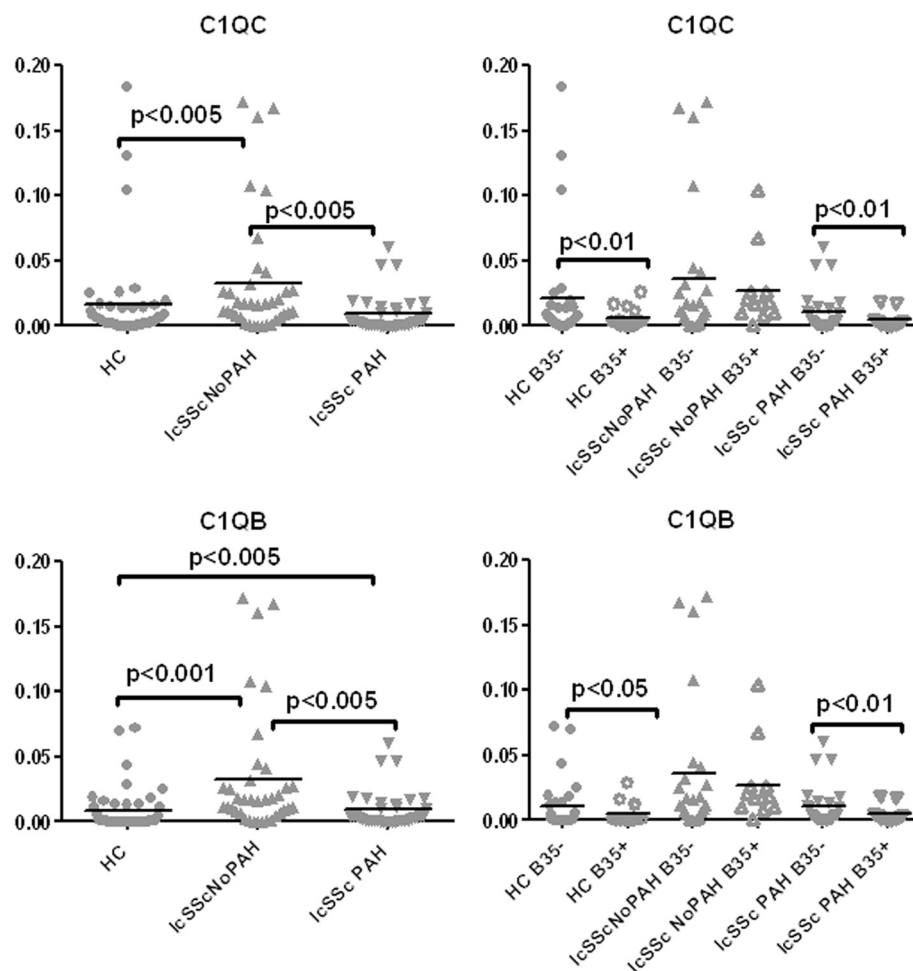 C1QC
0.20
0.15
0.10
0.05
0.00
p<0.005
p<0.005
HC
lcSScNoPAH
lcSSc PAH
C1QC
0.20
0.15
0.10
0.05
0.00
p<0.01
p<0.01
HC B35-
HC B35+
lcSScNoPAH B35-
lcSSc NoPAH B35+
lcSSc PAH B35-
lcSSc PAH B35+
C1QB
0.20
0.15
0.10
0.05
0.00
p<0.005
p<0.001
p<0.005
HC
lcSScNoPAH
lcSSc PAH
C1QB
0.20
0.15
0.10
0.05
0.00
p<0.05
p<0.01
HC B35-
HC B35+
lcSScNoPAH B35-
lcSSc NoPAH B35+
lcSSc PAH B35-
lcSSc PAH B35+